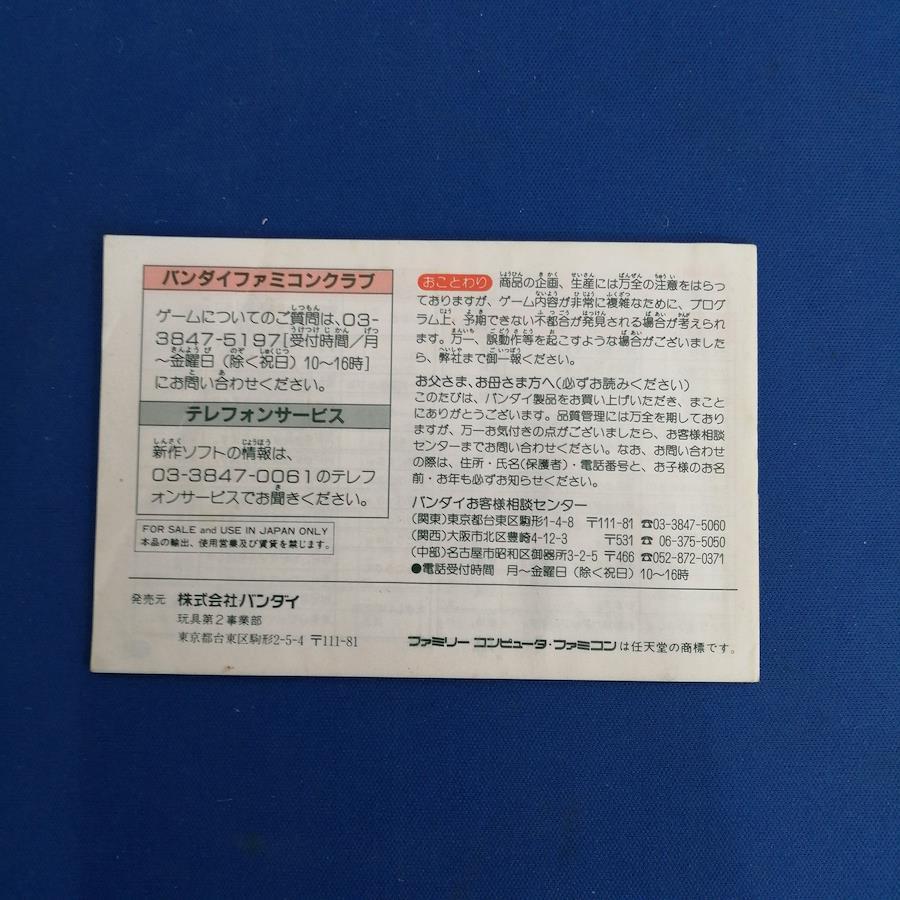 バンダイファミコンクラブ
ゲームについてのご質問は、03-
3847-5197[受付時間/月
〜金曜日(除く祝日)10〜16時]
にお問い合わせください。
テレフォンサービス
新作ソフトの情報は、
03-3847-0061のテレフ
ォンサービスでお聞きください。
FOR SALE and USE IN JAPAN ONLY
本品の輸出、使用営業及び賃貸を禁じます。
おことわり 商品の企画、生産には万全の注意をはらっ
ておりますが、ゲーム内容が非常に複雑なために、プログ
ラム上、予期できない不都合が発見される場合が考えられ
ます。万一、誤動作等を起こすような場合がございました
ら、弊社まで御一報ください。
お父さま、お母さま方へ(必ずお読みください)
このたびは、バンダイ製品をお買い上げいただき、まこと
にありがとうございます。品質管理には万全を期しており
ますが、万一お気付きの点がございましたら、お客様相談
センターまでお問い合わせください。なお、お問い合わせ
の際は、住所・氏名(保護者)・電話番号と、お子様のお名
前・お年も必ずお知らせください。
バンダイお客様相談センター
(関東)東京都台東区駒形1-4-8 〒111-81 ☎03-3847-5060
(関西)大阪市北区豊崎4-12-3 〒531 ☎06-375-5050
(中部)名古屋市昭和区御器所3-2-5 〒466 ☎052-872-0371
●電話受付時間 月〜金曜日(除く祝日)10〜16時
発売元 株式会社バンダイ
玩具第2事業部
東京都台東区駒形2-5-4 〒111-81
ファミリーコンピュータ・ファミコンは任天堂の商標です。